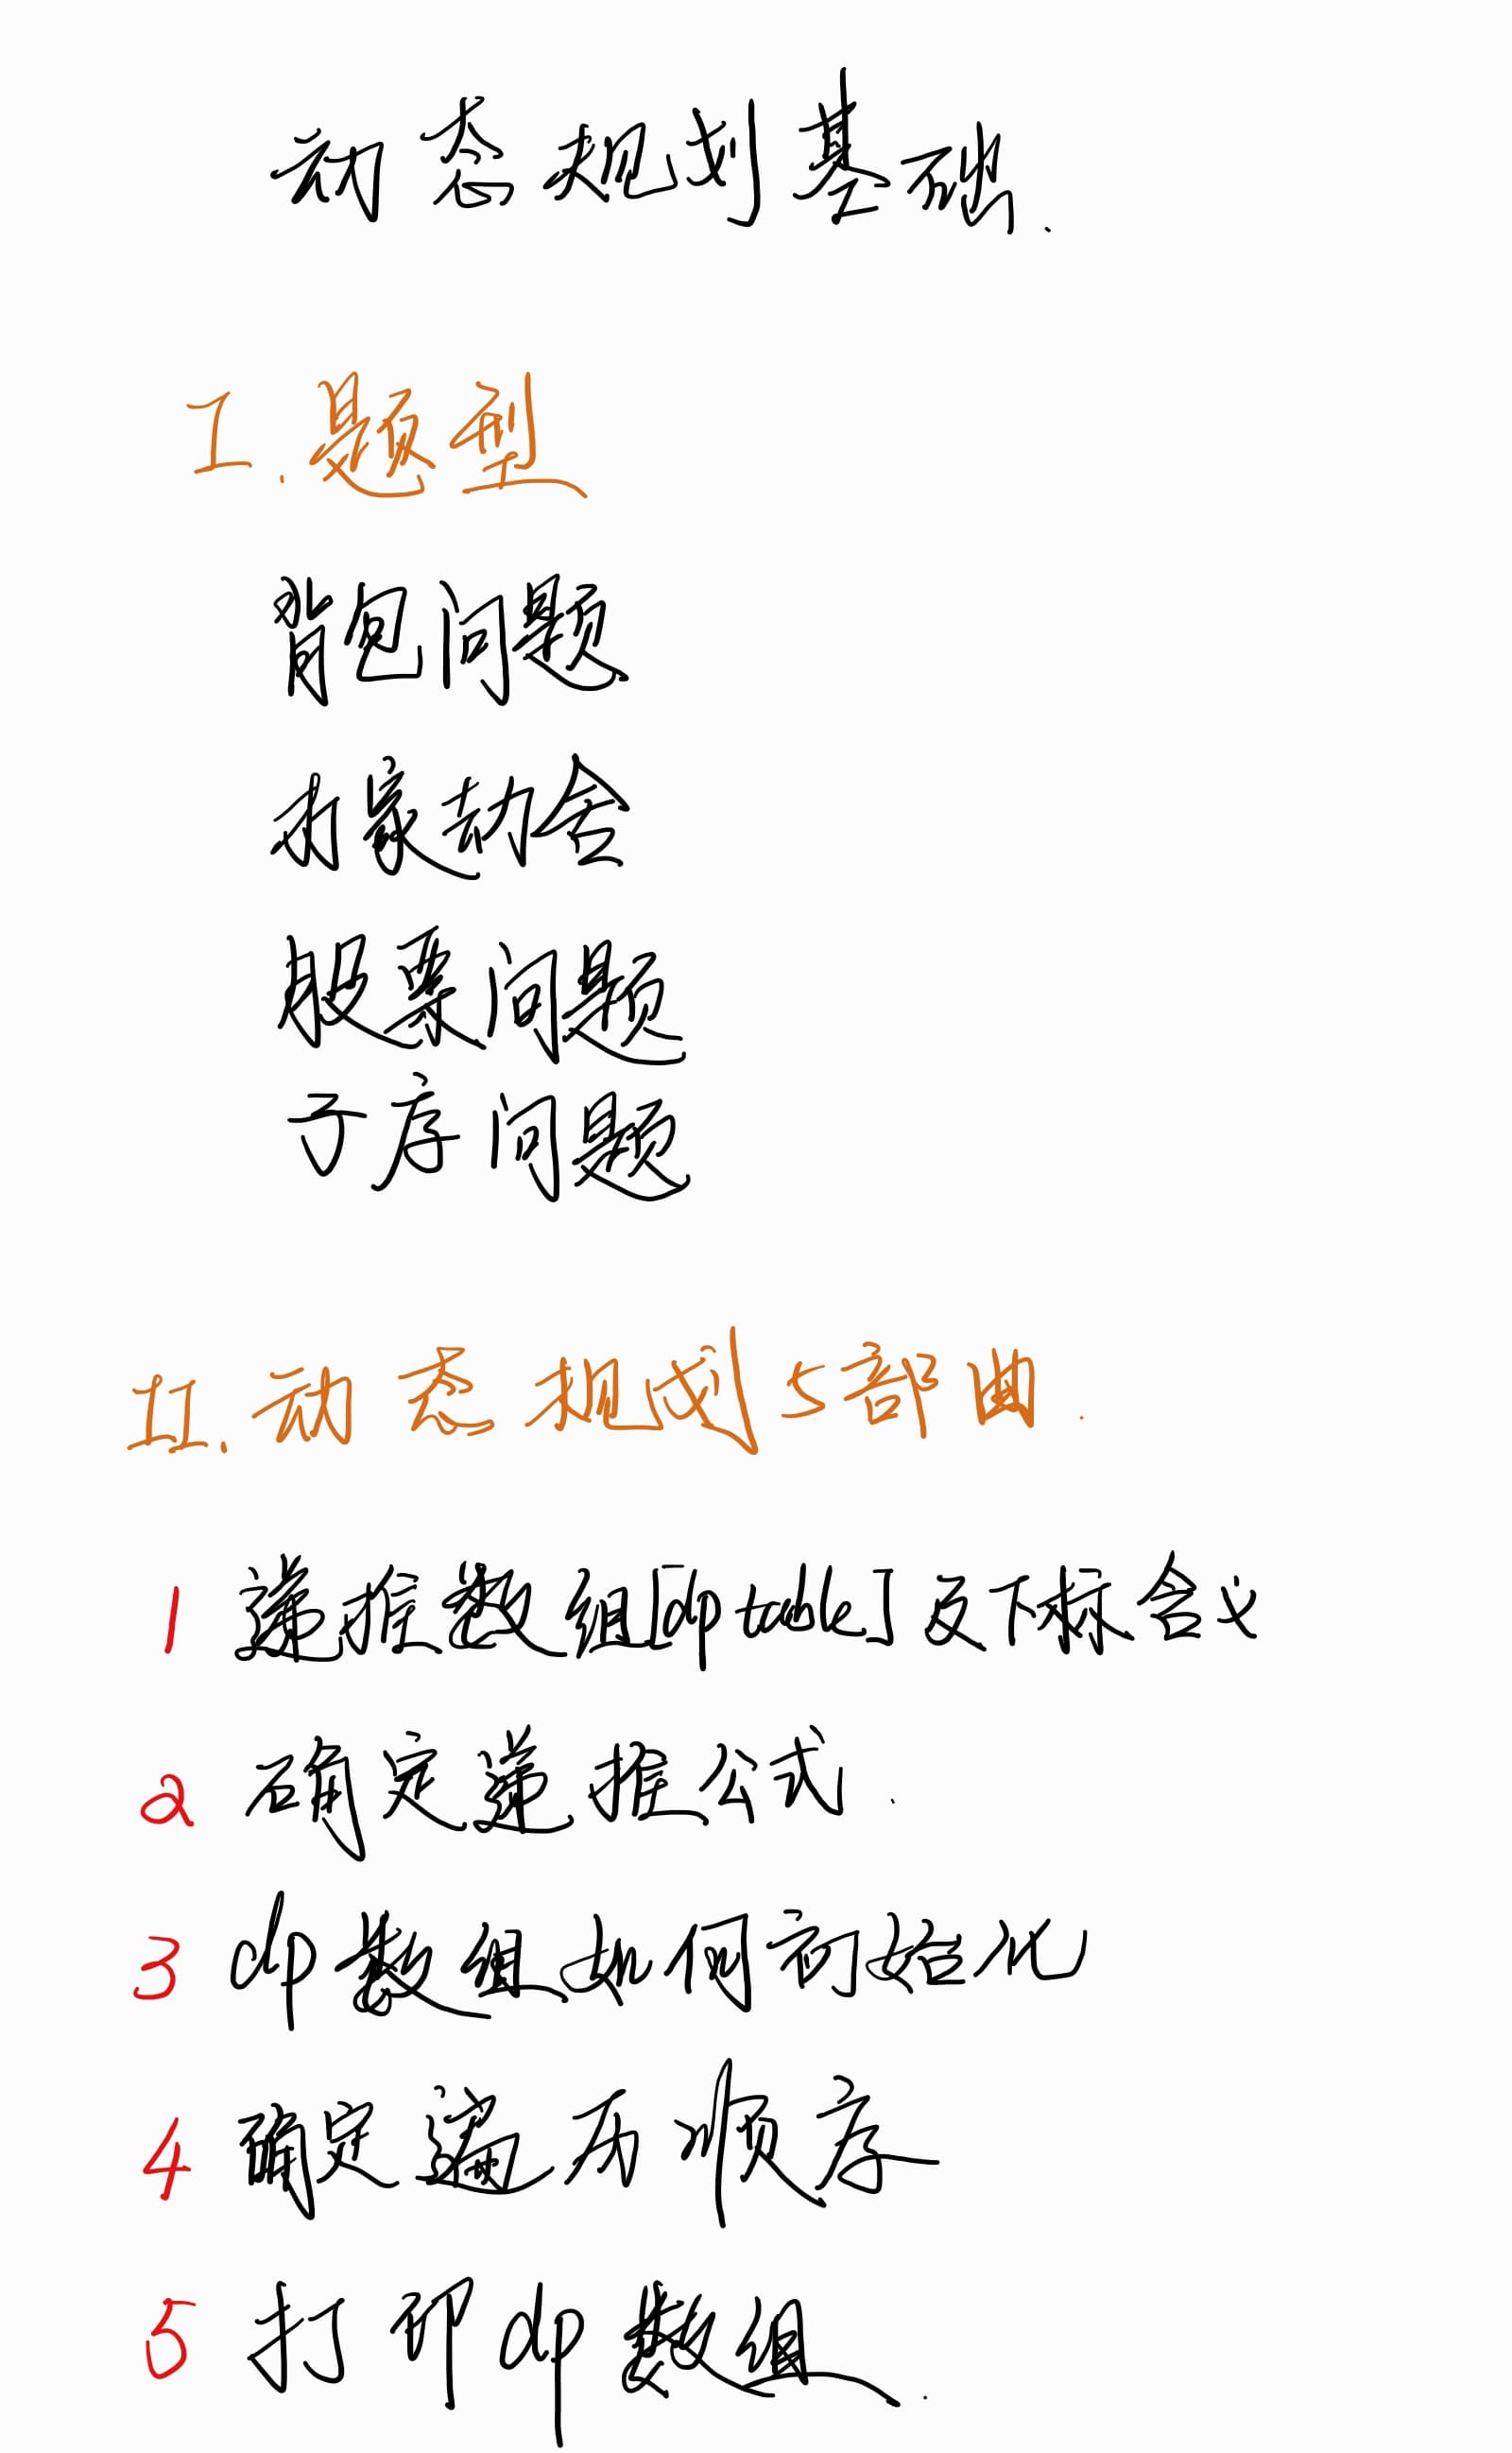 动态规划基础.
I. 题型
背包问题
打家劫舍
股票问题
子序问题
II. 动态规划5部曲.
1 递推数组[dp table]及下标含义
2 确定递推公式.
3 dp数组如何初始化
4 确定遍历顺序
5 打印dp数组.